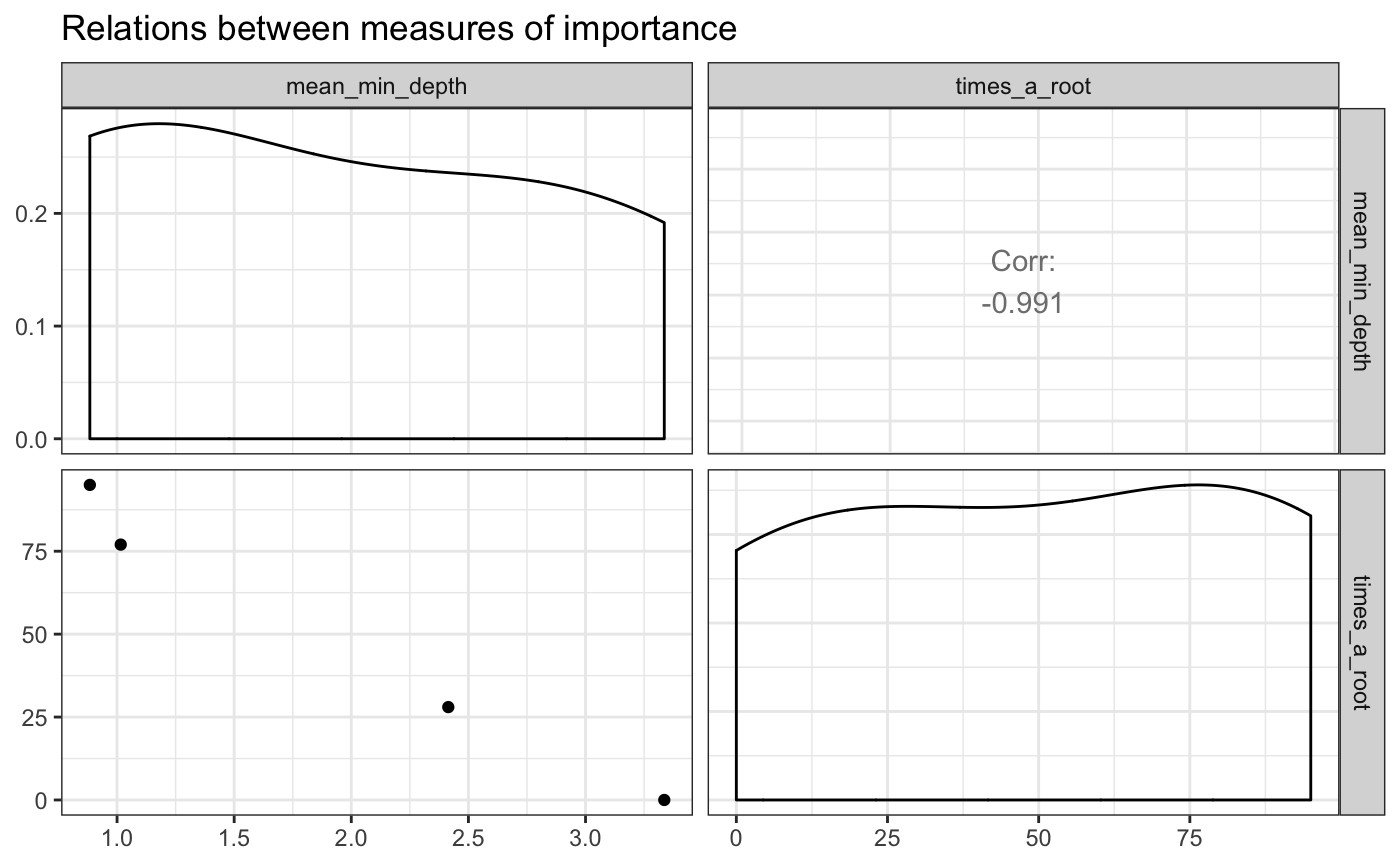 Relations between measures of importance
mean_min_depth
times_a_root
0.2
0.1
0.0
Corr:
-0.991
mean_min_depth
75
50
25
0
times_a_root
1.0
1.5
2.0
2.5
3.0
0
25
50
75